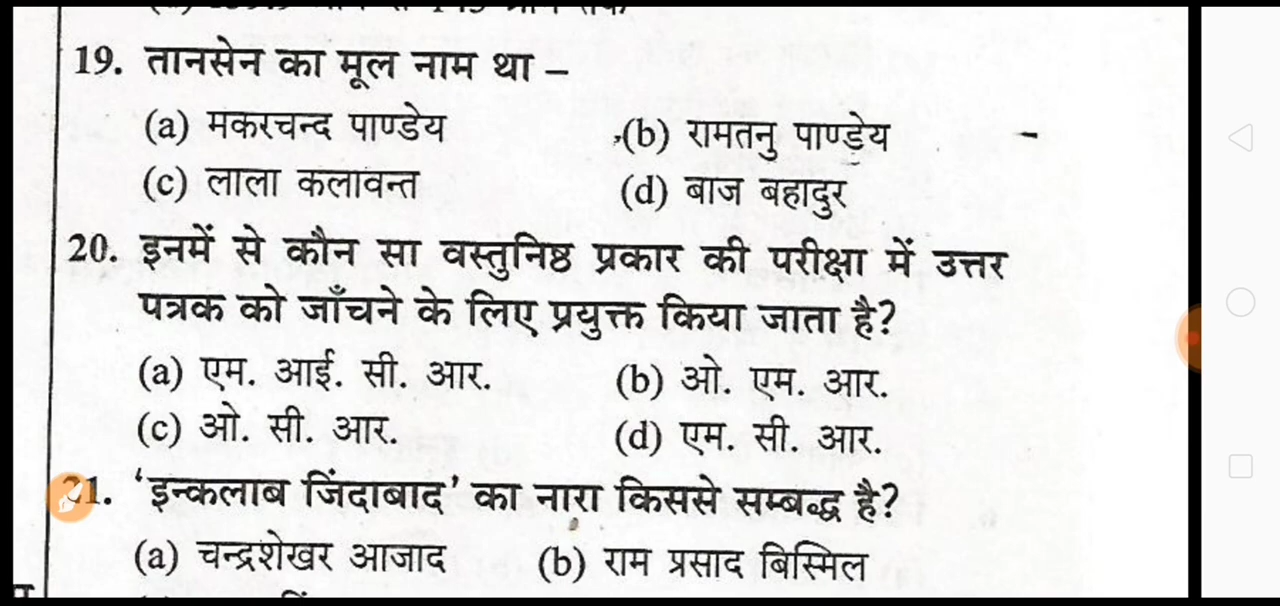 19. तानसेन का मूल नाम था –
(a) मकरचन्द पाण्डेय (b) रामतनु पाण्ड़ेय
(c) लाला कलावन्त (d) बाज बहादुर
20. इनमें से कौन सा वस्तुनिष्ठ प्रकार की परीक्षा में उत्तर
पत्रक को जाँचने के लिए प्रयुक्त किया जाता है?
(a) एम. आई. सी. आर. (b) ओ. एम. आर.
(c) ओ. सी. आर. (d) एम. सी. आर.
21. ‘इन्कलाब जिंदाबाद’ का नारा किससे सम्बद्ध है?
(a) चन्द्रशेखर आजाद (b) राम प्रसाद बिस्मिल